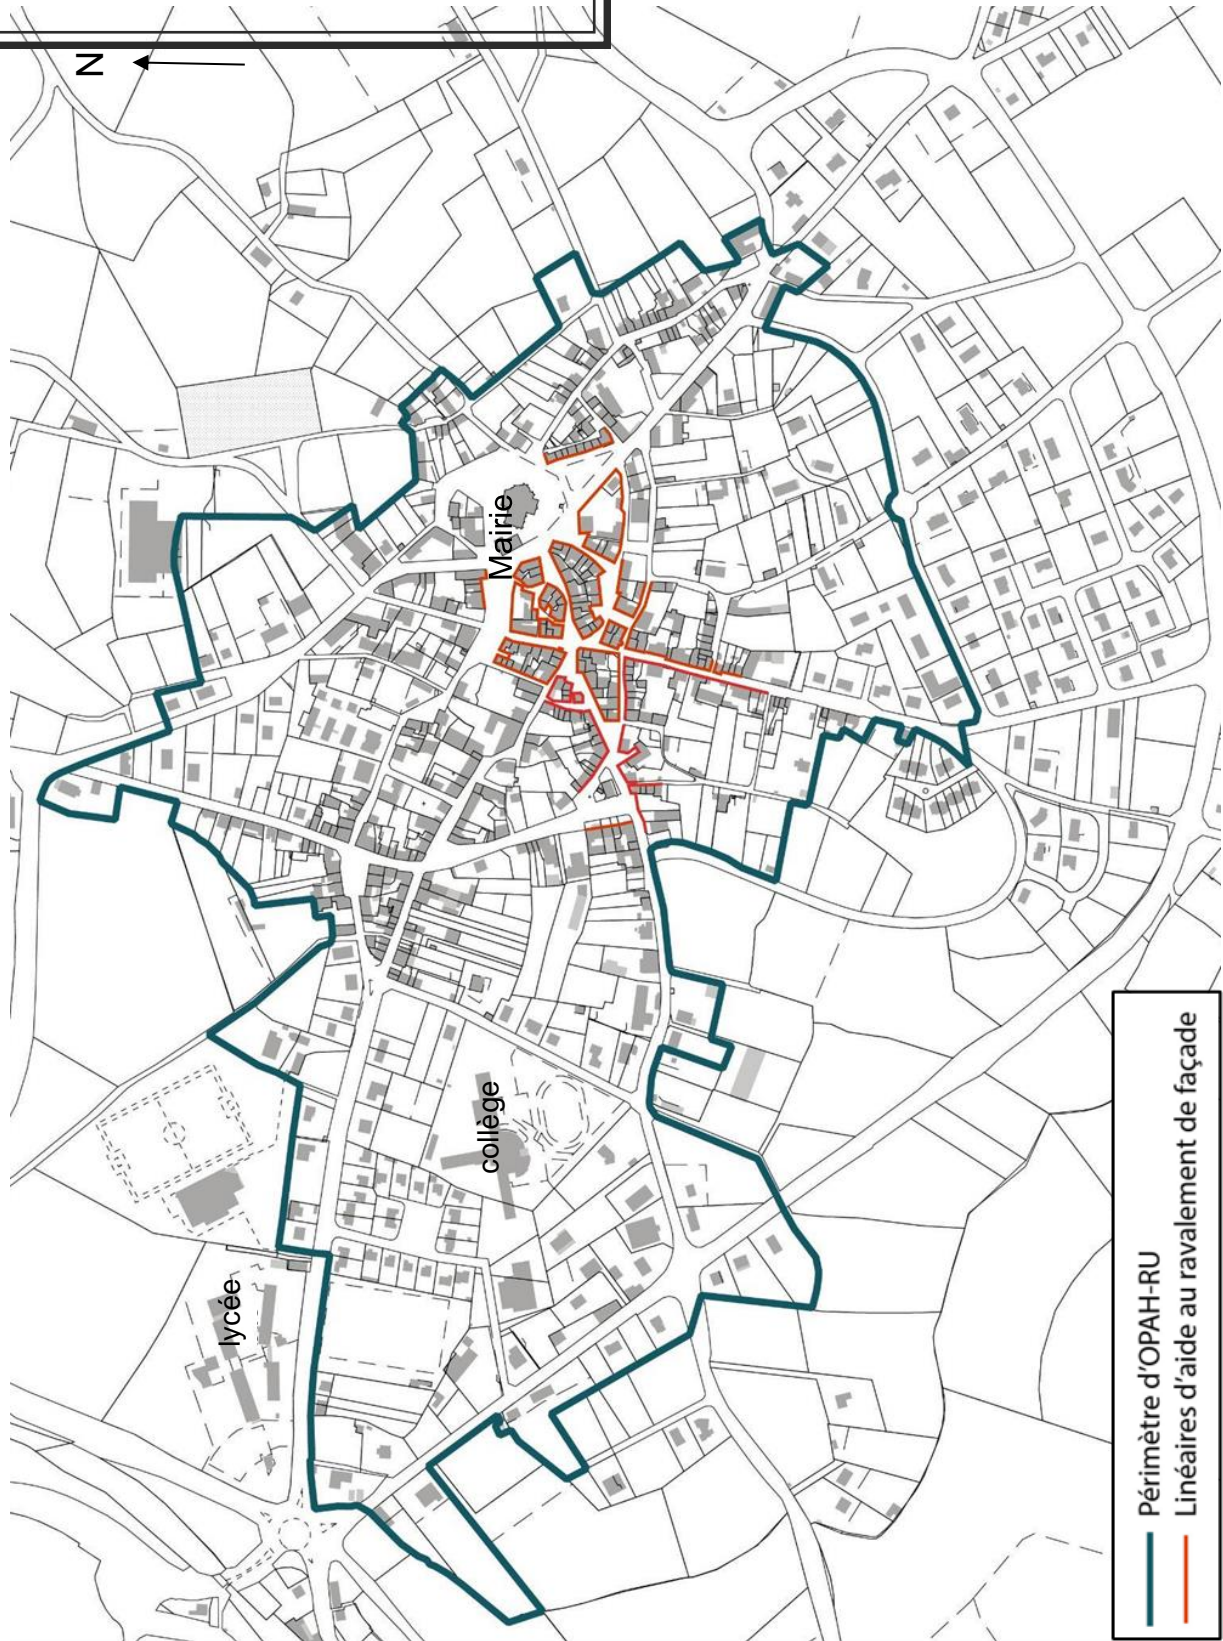 N
Mairie
collège
lycée
Périmètre d'OPAH-RU
Linéaires d'aide au ravalement de façade